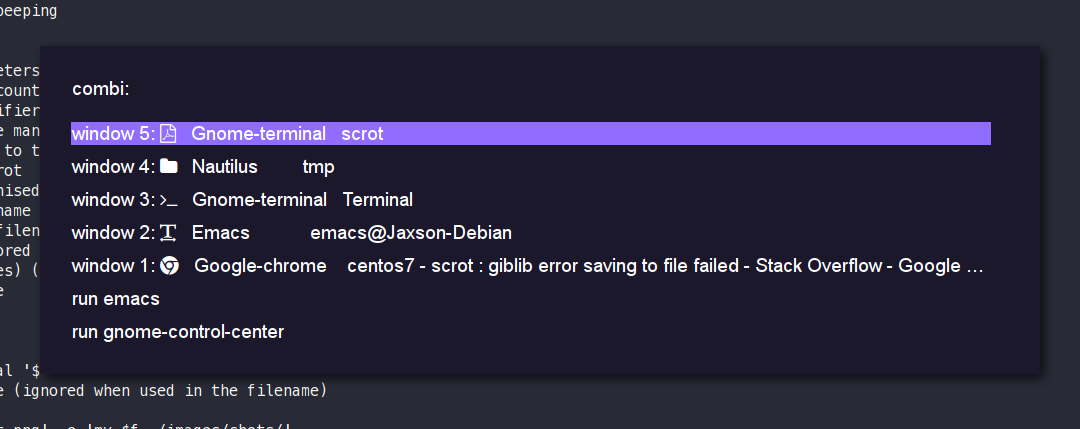 beeping
combi:
eters
count
window 5: Gnome-terminal scrot
ifier
e man
window 4: Nautilus tmp
to t
rot
window 3: Gnome-terminal Terminal
nised
name
window 2: Emacs emacs@Jaxson-Debian
filen
ored
window 1: Google-chrome centos7 - scrot : giblib error saving to file failed - Stack Overflow - Google …
es) (
e
run emacs
run gnome-control-center
al '$
e (ignored when used in the filename)